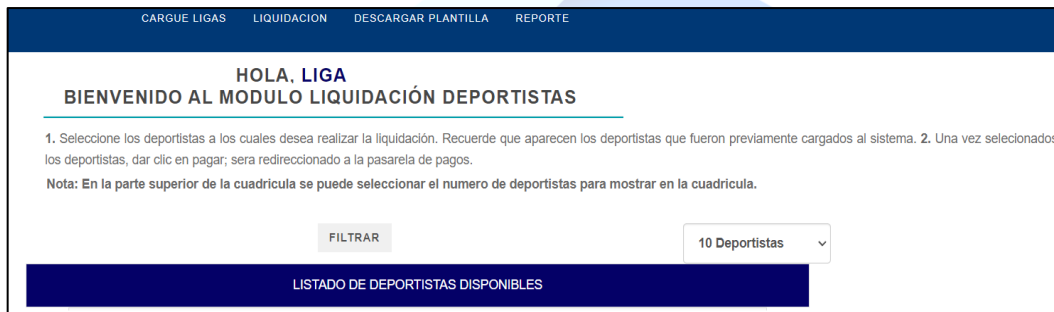 CARGUE LIGAS LIQUIDACION DESCARGAR PLANTILLA REPORTE
HOLA, LIGA
BIENVENIDO AL MODULO LIQUIDACIÓN DEPORTISTAS
1. Seleccione los deportistas a los cuales desea realizar la liquidación. Recuerde que aparecen los deportistas que fueron previamente cargados al sistema. 2. Una vez selecionados
los deportistas, dar clic en pagar; sera redireccionado a la pasarela de pagos.
Nota: En la parte superior de la cuadricula se puede seleccionar el numero de deportistas para mostrar en la cuadricula.
FILTRAR 10 Deportistas
LISTADO DE DEPORTISTAS DISPONIBLES